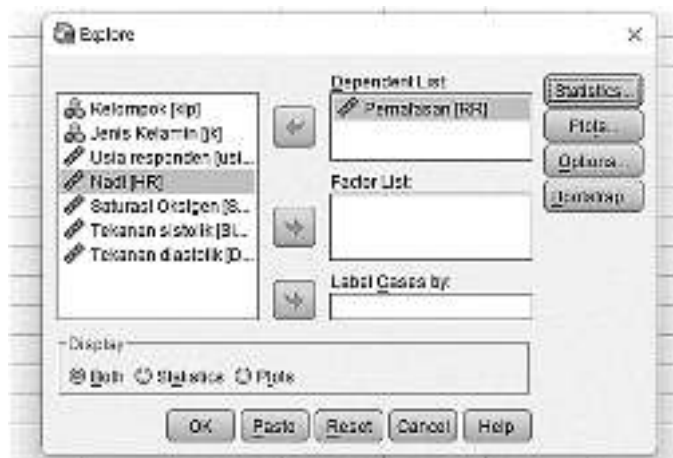 Explore
Dependent List:
Kelompok [klp]
Jenis Kelamin [jk]
Usia responden [usi...
Nadi [HR]
Saturasi Oksigen [S...
Tekanan sistolik [Si...
Tekanan diastolik [D...
Pernafasan [RR]
Factor List:
Label Cases by:
Statistics...
Plots...
Options...
Bootstrap...
Display
Both Statistics Plots
OK Paste Reset Cancel Help